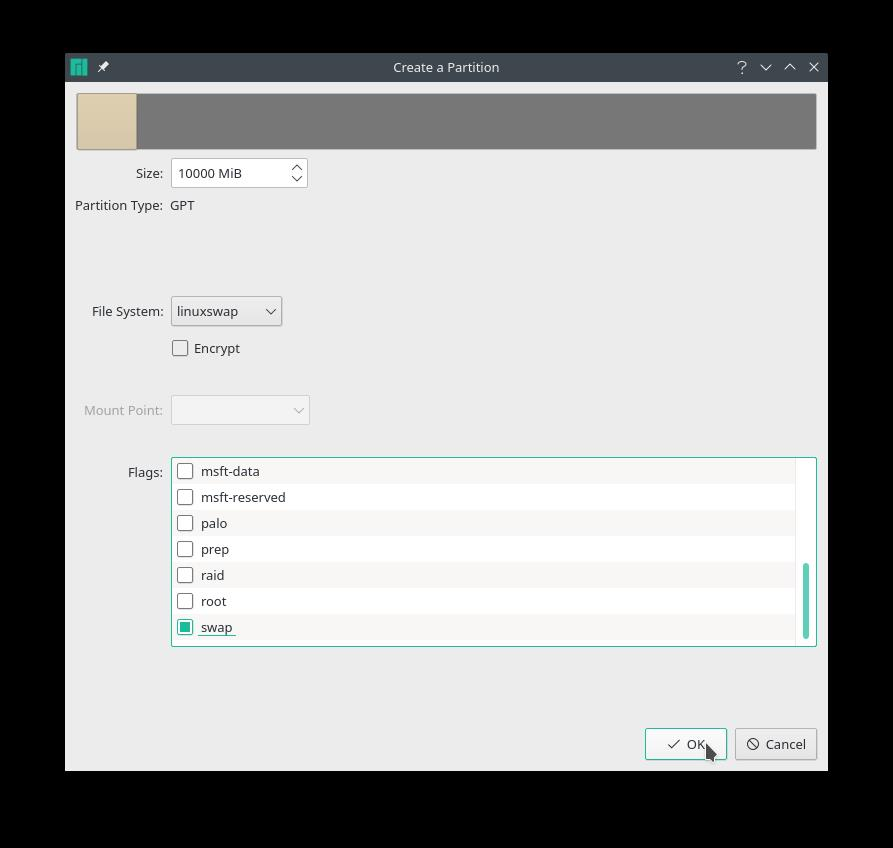 Create a Partition
Size: 10000 MiB
Partition Type: GPT
File System: linuxswap
Encrypt
Mount Point:
Flags: msft-data
msft-reserved
palo
prep
raid
root
swap
OK Cancel